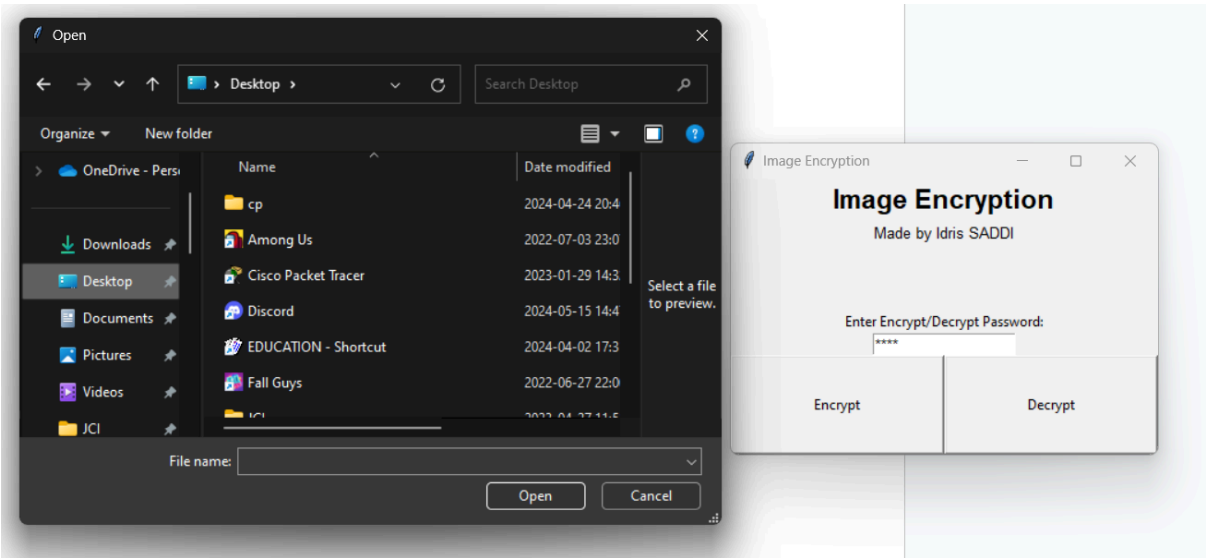 Open
Desktop
Search Desktop
Organize
New folder
Name
Date modified
OneDrive - Pers
cp
2024-04-24 20:4
Downloads
Among Us
2022-07-03 23:0
Desktop
Cisco Packet Tracer
2023-01-29 14:3
Documents
Discord
2024-05-15 14:4
Pictures
EDUCATION - Shortcut
2024-04-02 17:3
Videos
Fall Guys
2022-06-27 22:0
JCI
JCI
Select a file
to preview.
File name:
Open
Cancel
Image Encryption
Image Encryption
Made by Idris SADDI
Enter Encrypt/Decrypt Password:
****
Encrypt
Decrypt